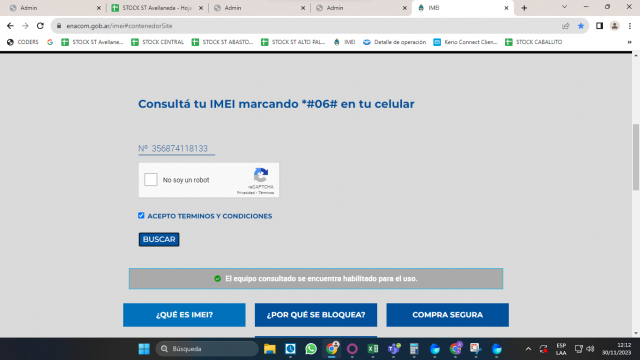 Admin
STOCK ST Avellaneda - Hoja
Admin
Admin
IMEI
enacom.gob.ar/imei#contenedorSite
CODERS
STOCK ST Avellane...
STOCK CENTRAL
STOCK ST ABASTO...
STOCK ST ALTO PAL...
IMEI
Detalle de operación
Kerio Connect Clien...
STOCK CABALLITO
Consultá tu IMEI marcando *#06# en tu celular
Nº 356874118133
No soy un robot
reCAPTCHA
Privacidad - Términos
ACEPTO TERMINOS Y CONDICIONES
BUSCAR
El equipo consultado se encuentra habilitado para el uso.
¿QUÉ ES IMEI?
¿POR QUÉ SE BLOQUEA?
COMPRA SEGURA
Búsqueda
ESP
LAA
12:12
30/11/2023